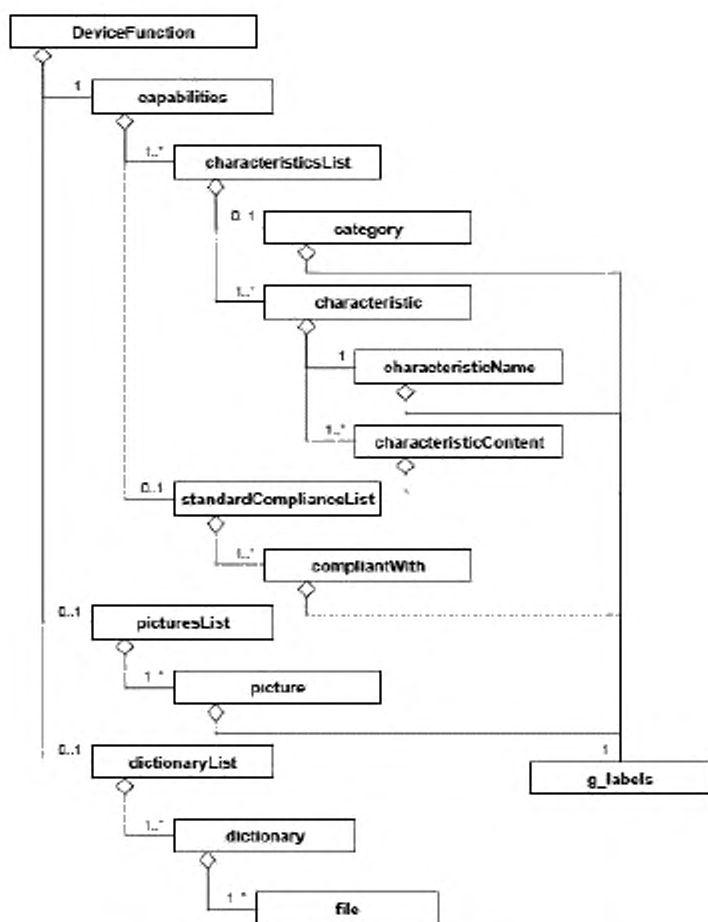 DeviceFunction
1
capabilities
1..*
characteristicsList
0..1
category
1..*
characteristic
1
characteristicName
1..*
characteristicContent
0..1
standardComplianceList
1..*
compliantWith
0..1
picturesList
1..*
picture
0..1
dictionaryList
1
g_labels
1..*
dictionary
1..*
file